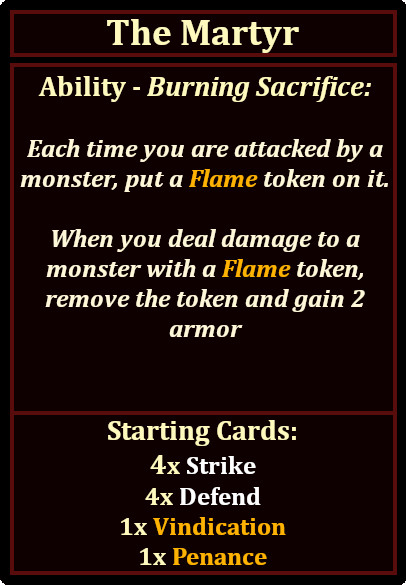 The Martyr
Ability - Burning Sacrifice:
Each time you are attacked by a
monster, put a Flame token on it.
When you deal damage to a
monster with a Flame token,
remove the token and gain 2
armor
Starting Cards:
4x Strike
4x Defend
1x Vindication
1x Penance